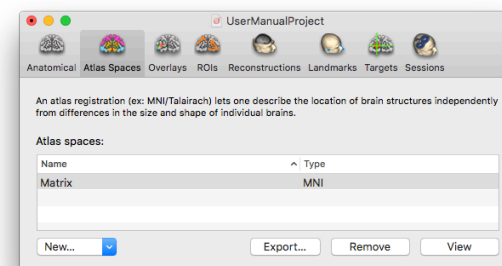 UserManualProject
Anatomical Atlas Spaces Overlays ROIs Reconstructions Landmarks Targets Sessions
An atlas registration (ex: MNI/Talairach) lets one describe the location of brain structures independently
from differences in the size and shape of individual brains.
Atlas spaces:
Name Type
Matrix MNI
New... Export... Remove View